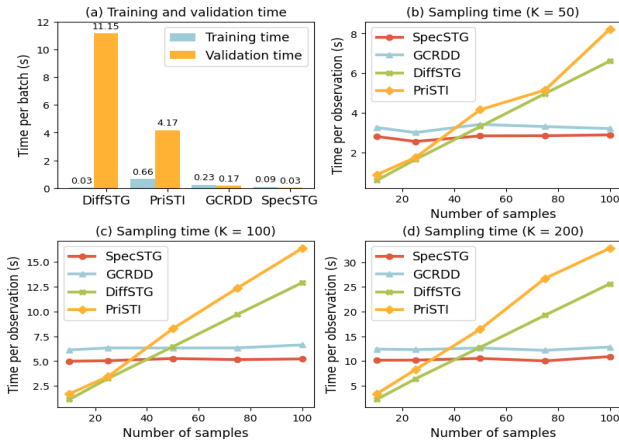 (a) Training and validation time
Time per batch (s)
12
10
8
6
4
2
0
Training time
Validation time
0.03
11.15
0.66
4.17
0.23
0.17
0.09
0.03
DiffSTG
PriSTI
GCRDD
SpecSTG
(b) Sampling time (K = 50)
Time per observation (s)
8
6
4
2
SpecSTG
GCRDD
DiffSTG
PriSTI
20
40
60
80
100
Number of samples
(c) Sampling time (K = 100)
Time per observation (s)
15.0
12.5
10.0
7.5
5.0
2.5
SpecSTG
GCRDD
DiffSTG
PriSTI
20
40
60
80
100
Number of samples
(d) Sampling time (K = 200)
Time per observation (s)
30
25
20
15
10
5
SpecSTG
GCRDD
DiffSTG
PriSTI
20
40
60
80
100
Number of samples